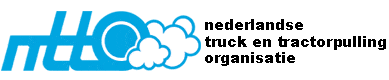 ntto
nederlandse
truck en tractorpulling
organisatie